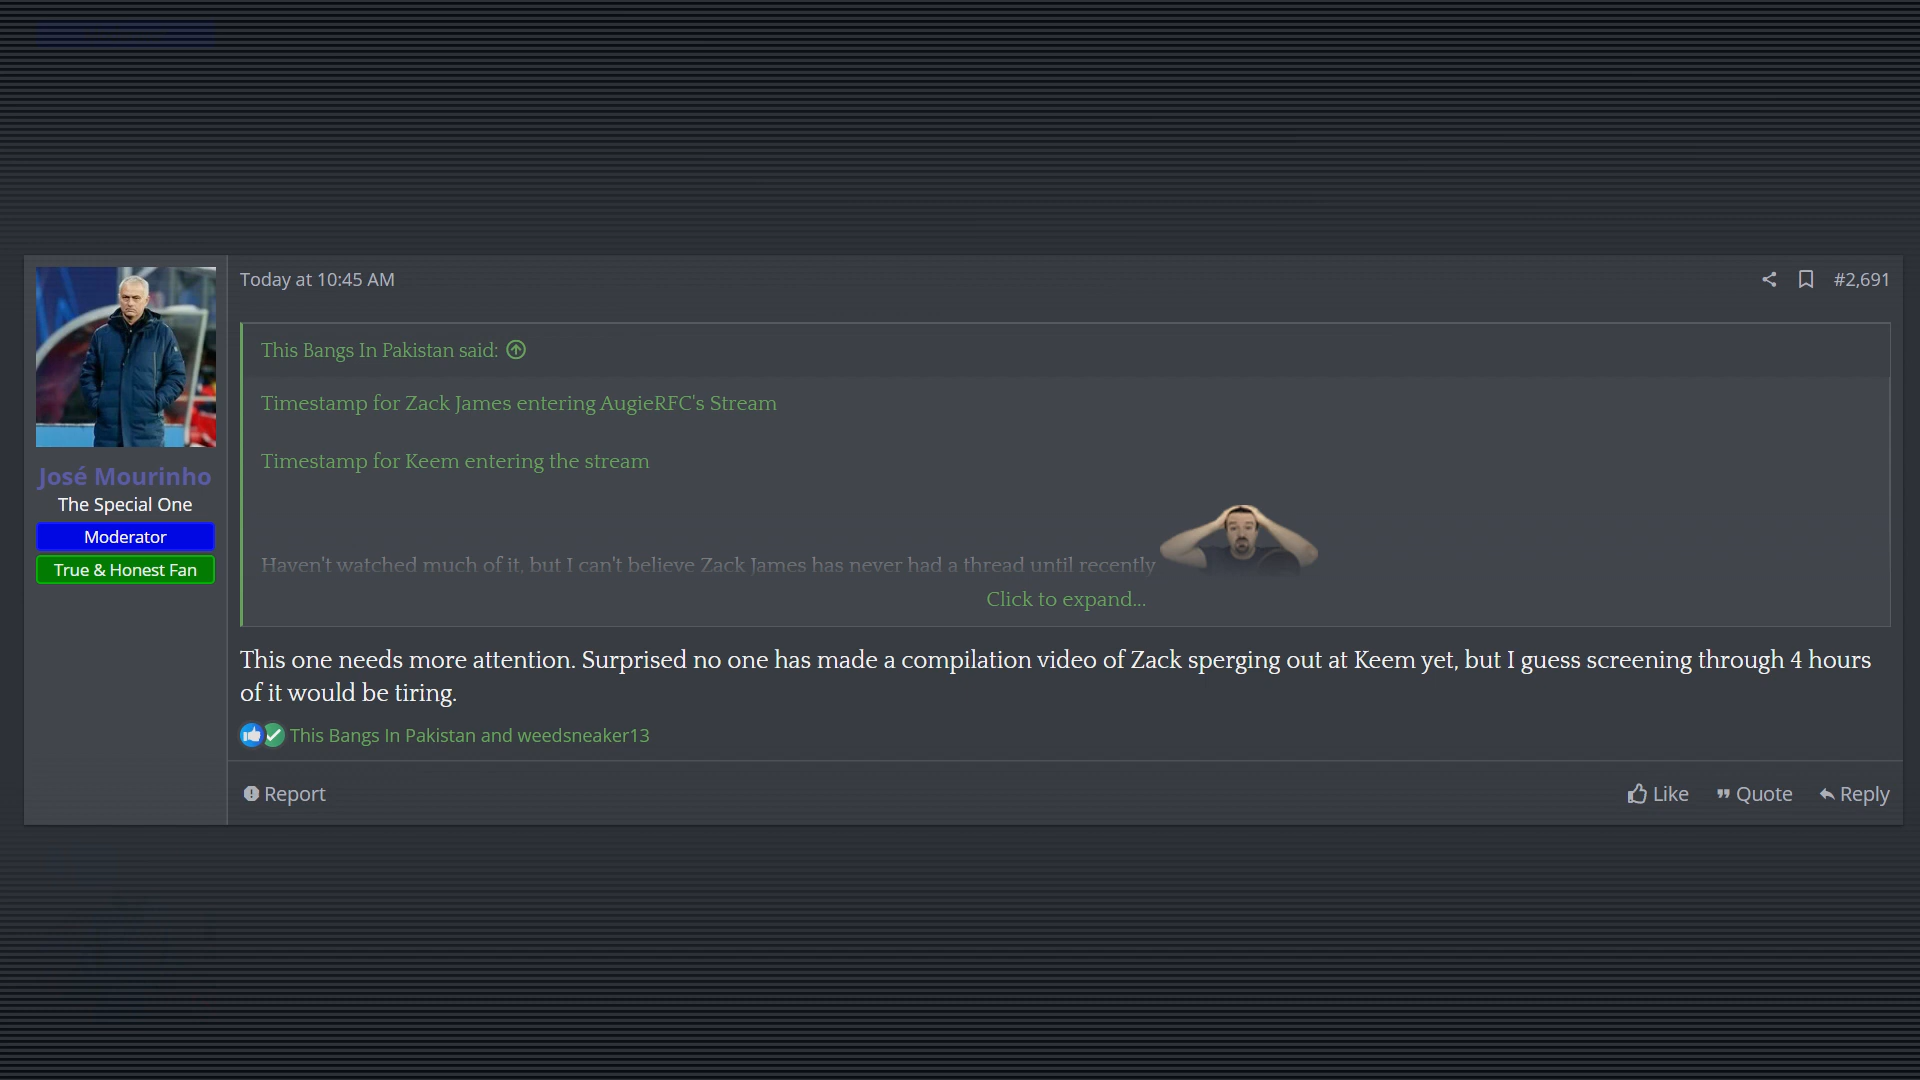 Today at 10:45 AM
#2,691
José Mourinho
The Special One
Moderator
True & Honest Fan
This Bangs In Pakistan said:
Timestamp for Zack James entering AugieRFC's Stream
Timestamp for Keem entering the stream
Haven't watched much of it, but I can't believe Zack James has never had a thread until recently
Click to expand...
This one needs more attention. Surprised no one has made a compilation video of Zack sperging out at Keem yet, but I guess screening through 4 hours
of it would be tiring.
This Bangs In Pakistan and weedsneaker13
Report
Like
Quote
Reply